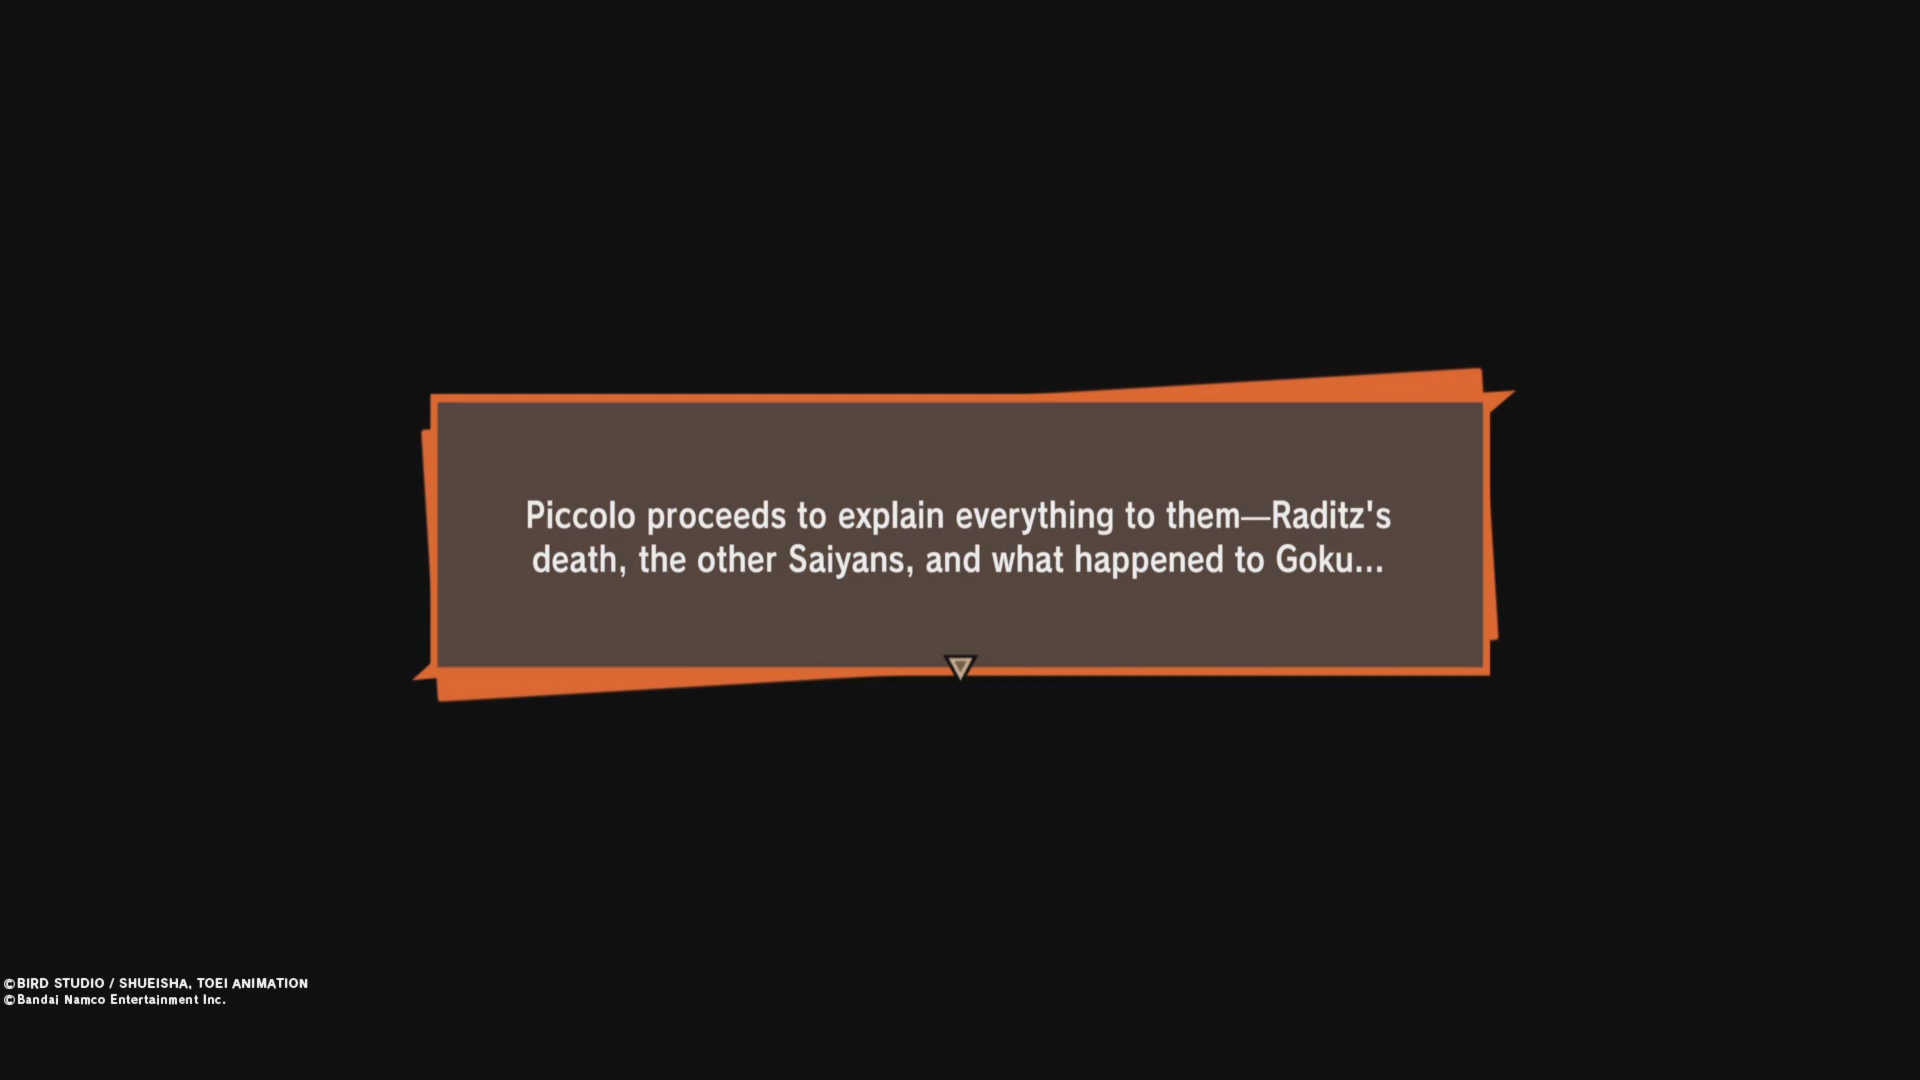 Piccolo proceeds to explain everything to them—Raditz's
death, the other Saiyans, and what happened to Goku...
©BIRD STUDIO / SHUEISHA, TOEI ANIMATION
©Bandai Namco Entertainment Inc.